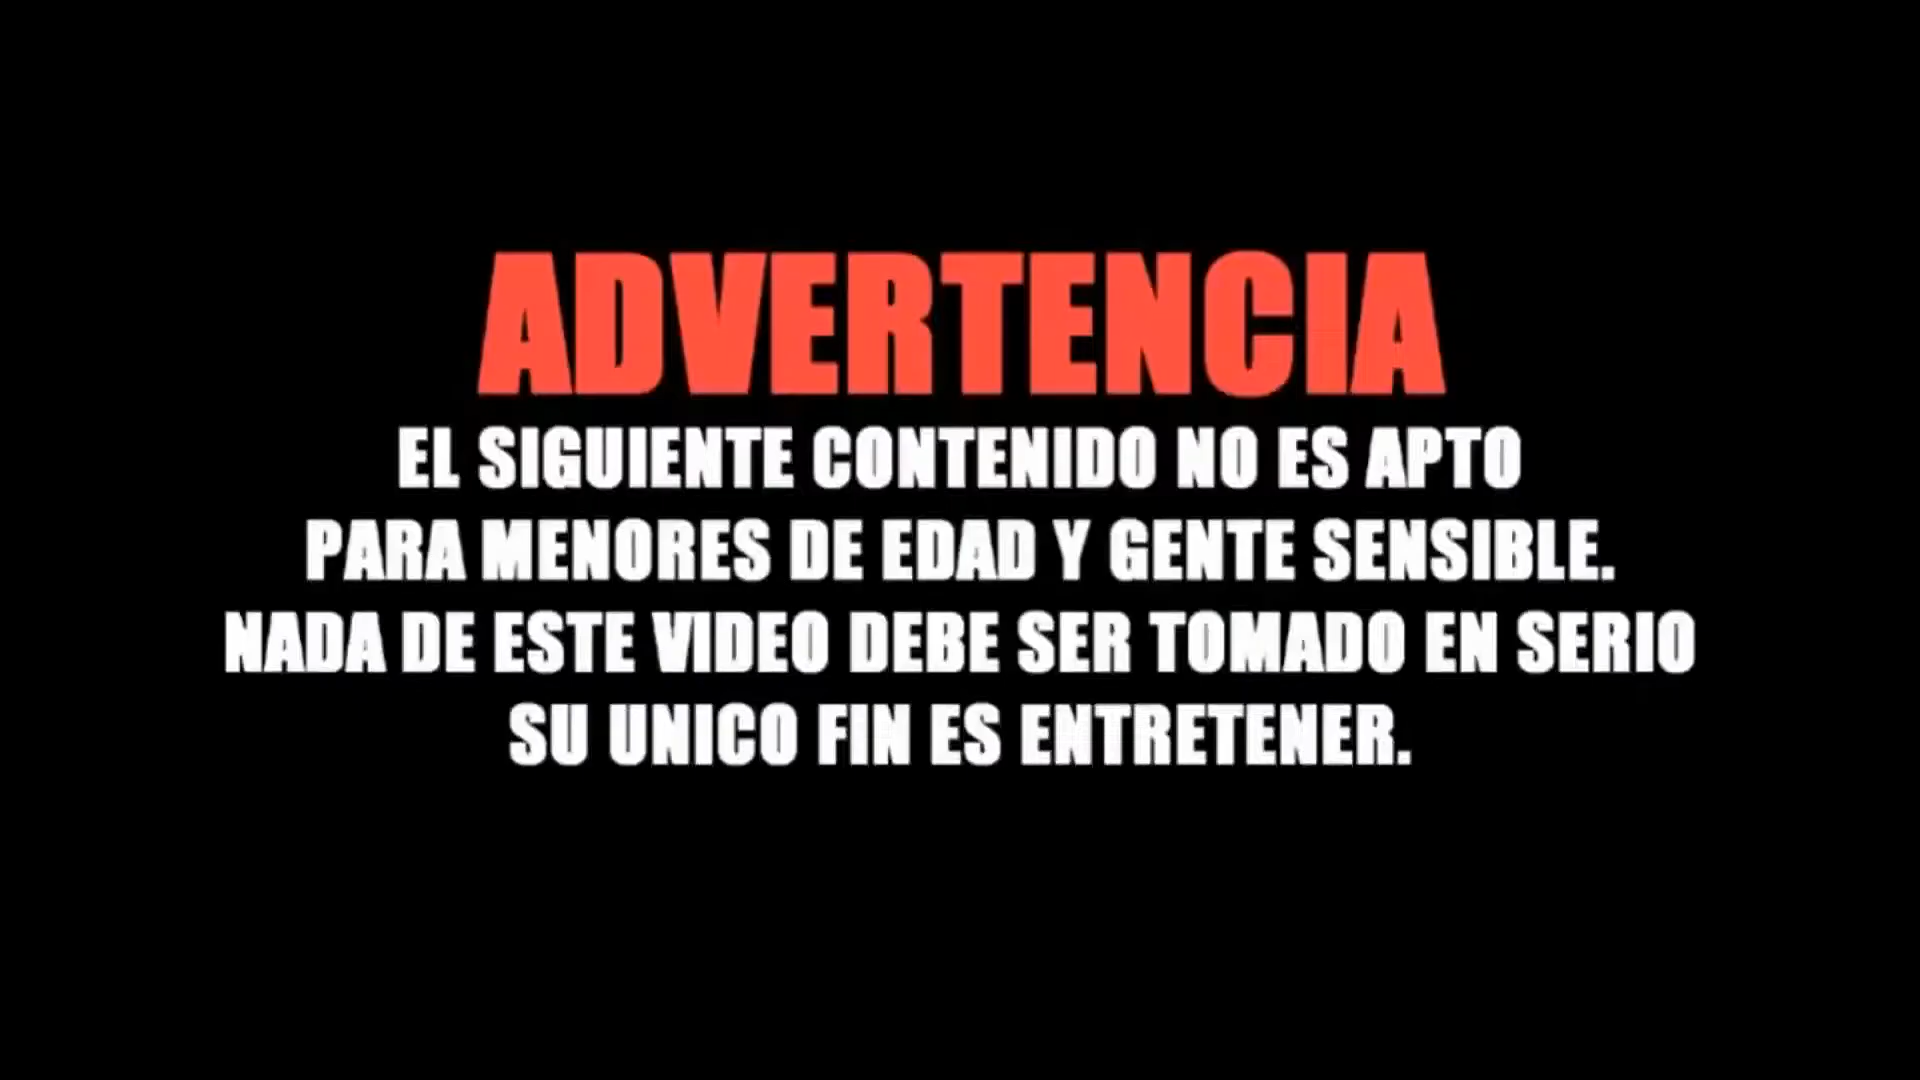 ADVERTENCIA
EL SIGUIENTE CONTENIDO NO ES APTO
PARA MENORES DE EDAD Y GENTE SENSIBLE.
NADA DE ESTE VIDEO DEBE SER TOMADO EN SERIO
SU UNICO FIN ES ENTRETENER.